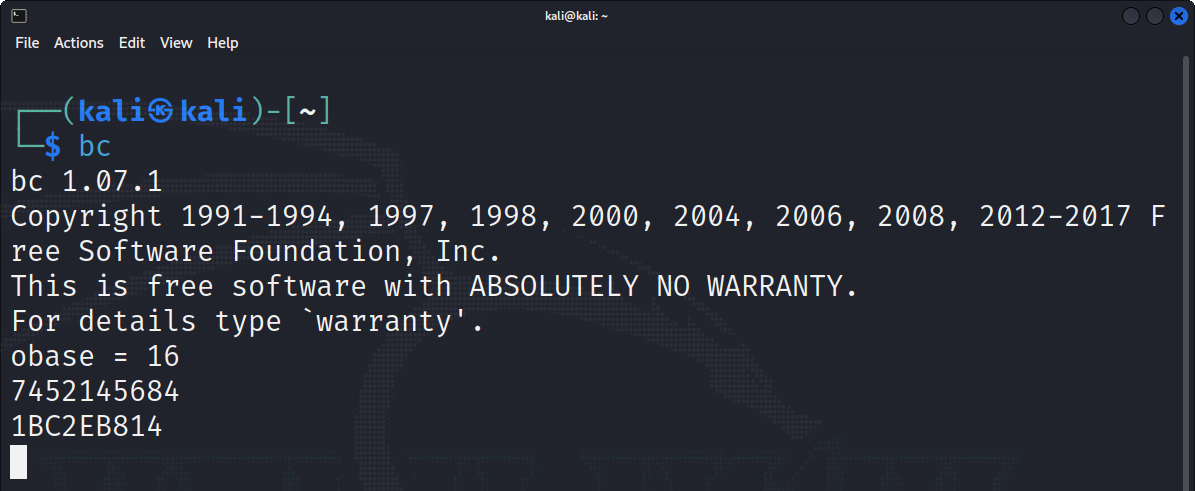 kali@kali: ~
File Actions Edit View Help
┌──(kali㉿kali)-[~]
└─$ bc
bc 1.07.1
Copyright 1991-1994, 1997, 1998, 2000, 2004, 2006, 2008, 2012-2017 F
ree Software Foundation, Inc.
This is free software with ABSOLUTELY NO WARRANTY.
For details type `warranty'.
obase = 16
7452145684
1BC2EB814